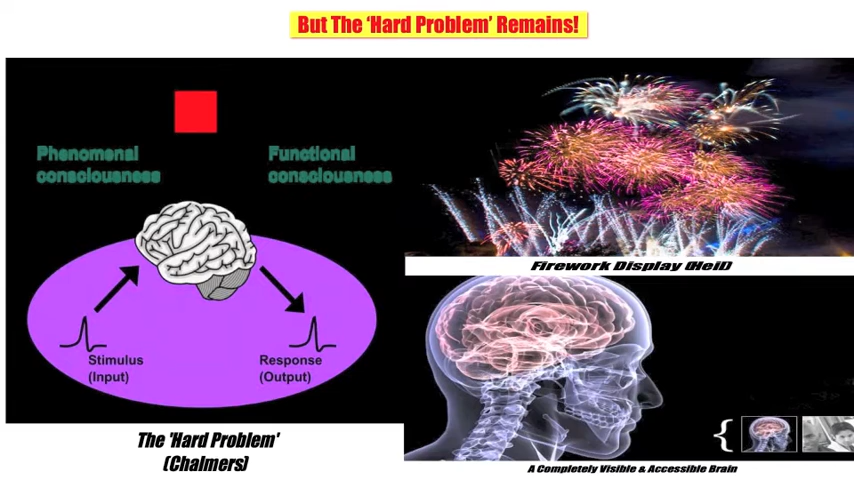 But The ‘Hard Problem’ Remains!
Phenomenal
consciousness
Functional
consciousness
Stimulus
(Input)
Response
(Output)
The 'Hard Problem'
(Chalmers)
Firework Display (Heil)
A Completely Visible & Accessible Brain